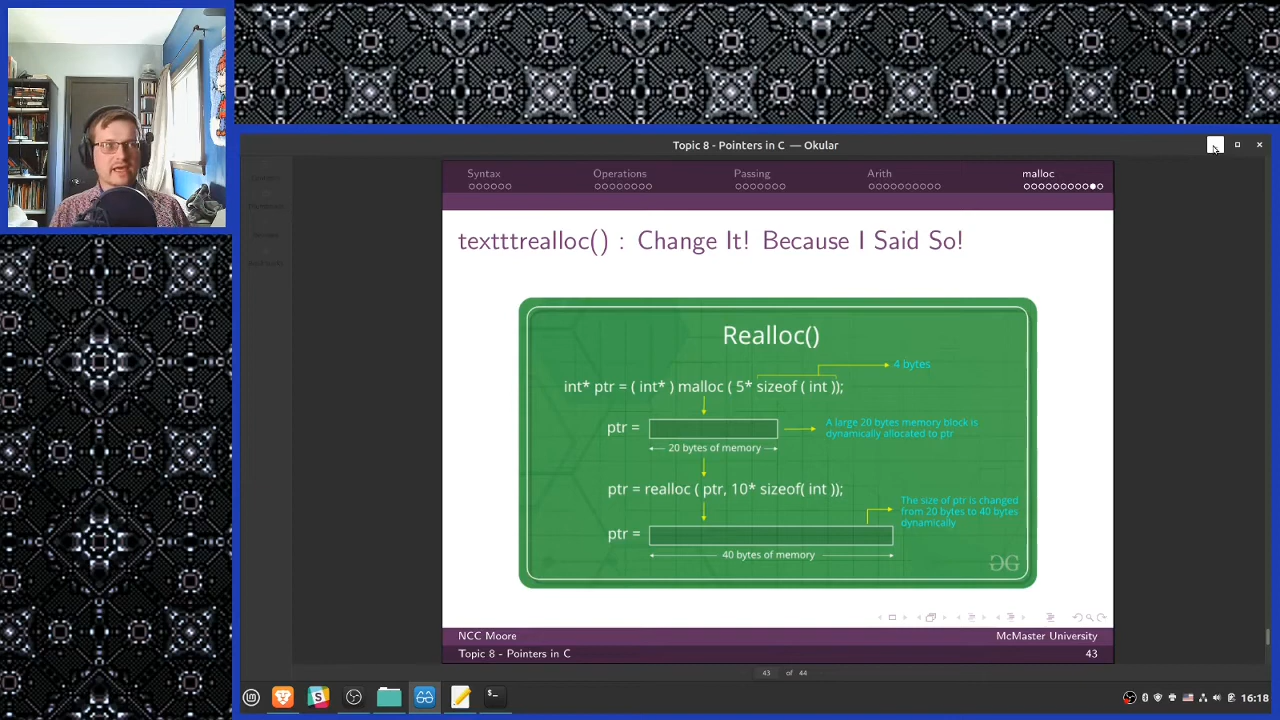 Topic 8 - Pointers in C — Okular
Syntax
Operations
Passing
Arith
malloc
textttrealloc() : Change It! Because I Said So!
Realloc()
4 bytes
int* ptr = ( int* ) malloc ( 5* sizeof ( int ));
ptr =
A large 20 bytes memory block is
dynamically allocated to ptr
20 bytes of memory
ptr = realloc ( ptr, 10* sizeof( int ));
The size of ptr is changed
from 20 bytes to 40 bytes
dynamically
ptr =
40 bytes of memory
NCC Moore
McMaster University
Topic 8 - Pointers in C
43
43 of 44
16:18